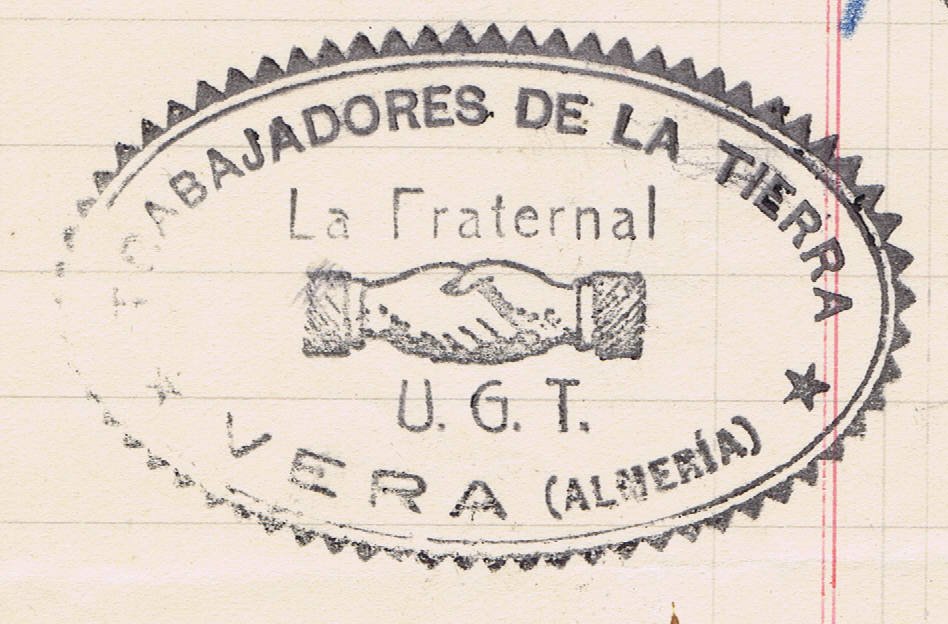 TRABAJADORES DE LA TIERRA
La Fraternal
U. G. T.
VERA (ALMERÍA)